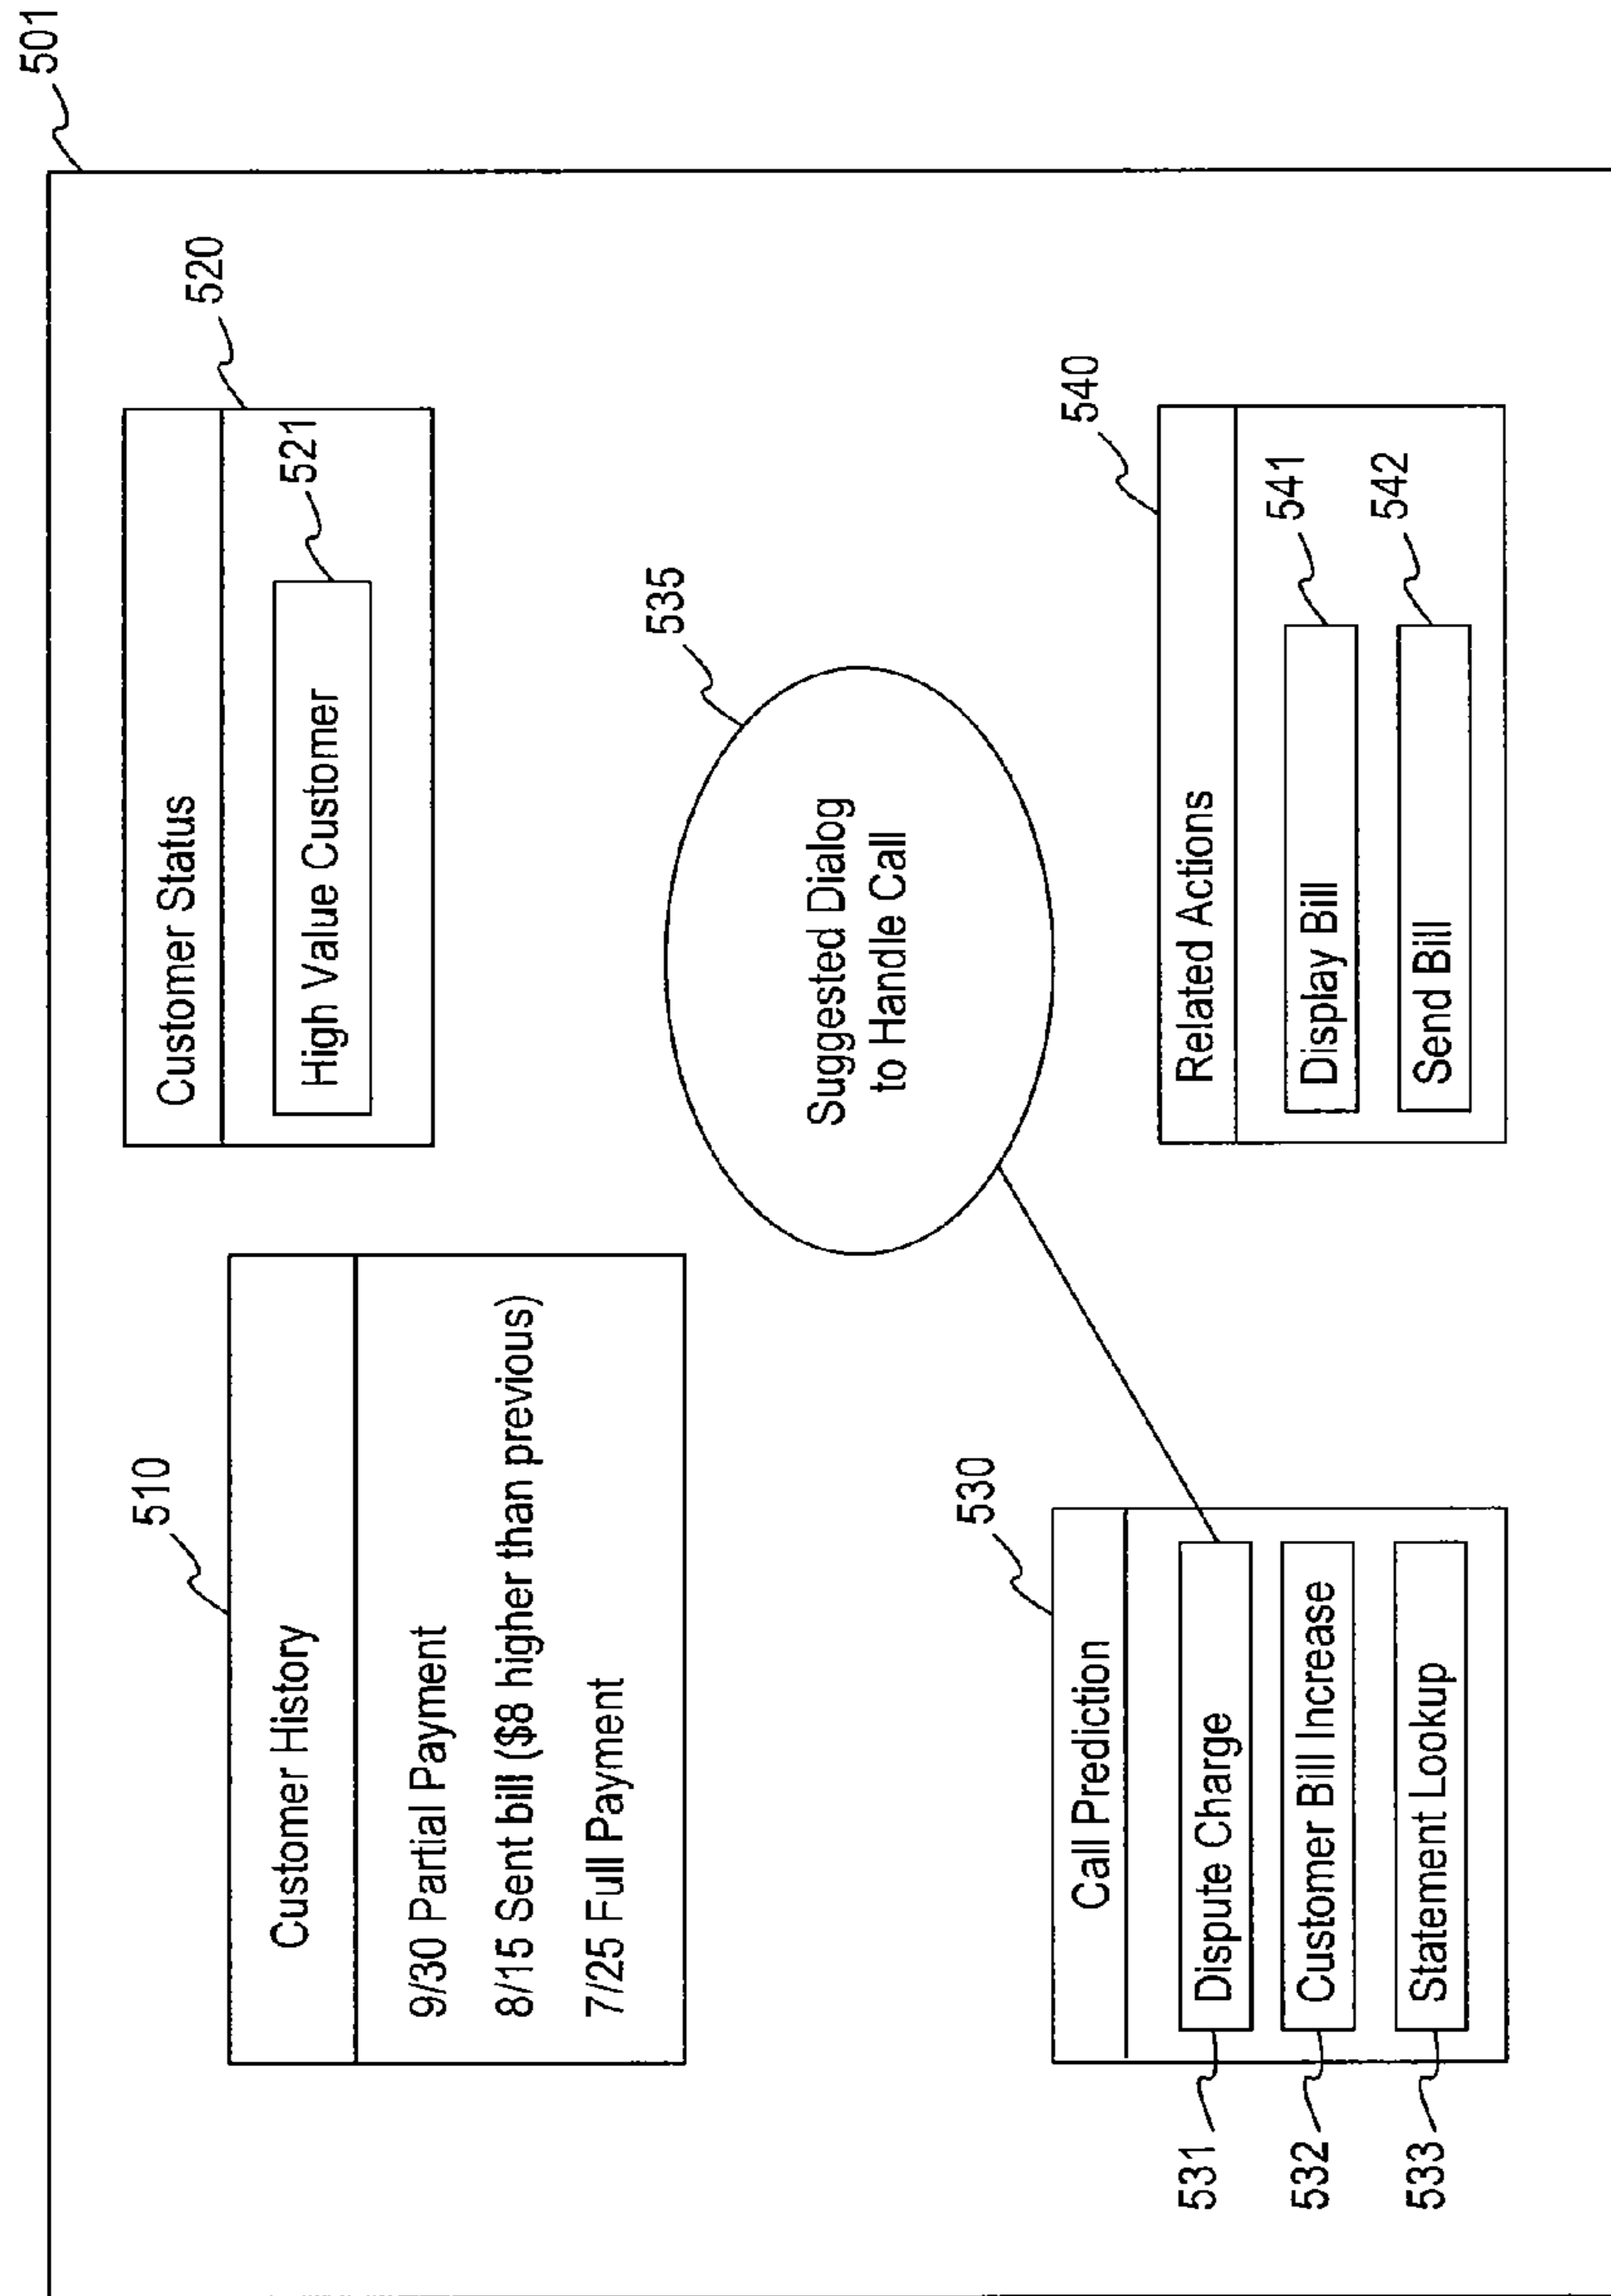 501
510
Customer History
9/30 Partial Payment
8/15 Sent bill ($8 higher than previous)
7/25 Full Payment
520
Customer Status
521
High Value Customer
535
Suggested Dialog
to Handle Call
530
Call Prediction
531
Dispute Charge
532
Customer Bill Increase
533
Statement Lookup
540
Related Actions
541
Display Bill
542
Send Bill